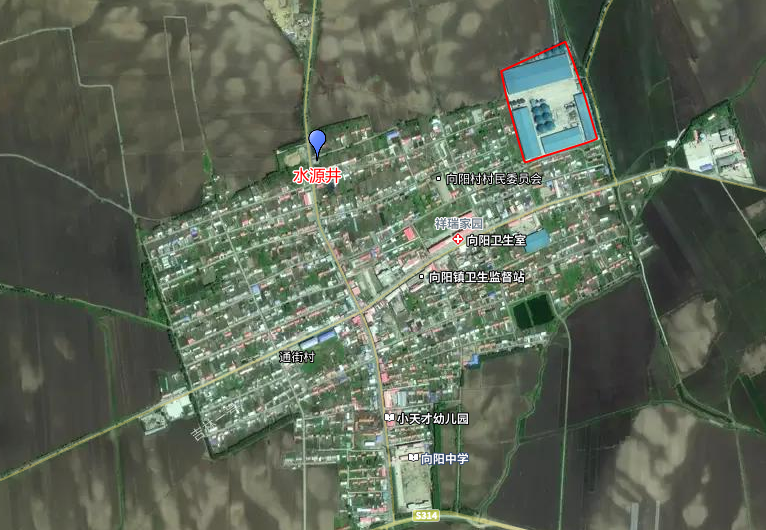 水源井
向阳村村民委员会
祥瑞家园
向阳卫生室
向阳镇卫生监督站
通街村
小天才幼儿园
向阳中学
S314